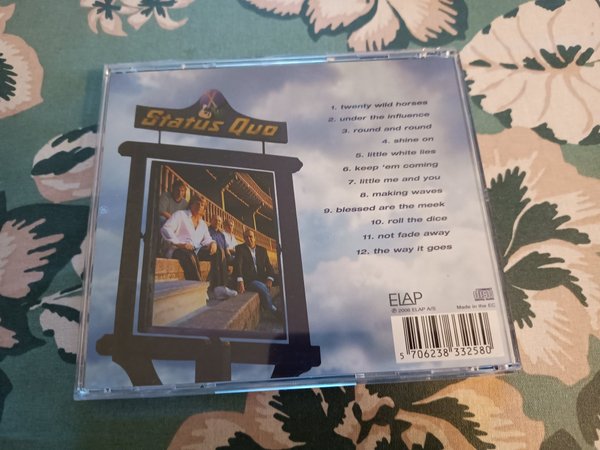 Status Quo
1. twenty wild horses
2. under the influence
3. round and round
4. shine on
5. little white lies
6. keep 'em coming
7. little me and you
8. making waves
9. blessed are the meek
10. roll the dice
11. not fade away
12. the way it goes
ELAP
℗ 2008 ELAP A/S
Made in the EC
5 706238 332580